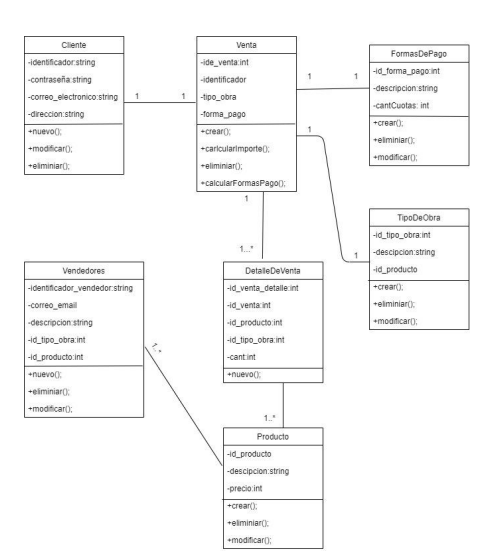 Cliente
-identificador:string
-contraseña:string
-correo_electronico:string
-direccion:string
+nuevo();
+modificar();
+eliminiar();
1
1
Venta
-ide_venta:int
-identificador
-tipo_obra
-forma_pago
+crear();
+carlcularImporte();
+eliminar();
+calcularFormasPago();
1
1
FormasDePago
-id_forma_pago:int
-descripcion:string
-cantCuotas: int
+crear();
+eliminiar();
+modificar();
1
1
TipoDeObra
-id_tipo_obra:int
-descipcion:string
-id_producto
+crear();
+eliminiar();
+modificar();
1
1...*
Vendedores
-identificador_vendedor:string
-correo_email
-descripcion:string
-id_tipo_obra:int
-id_producto:int
+nuevo();
+eliminiar();
+modificar();
1..*
DetalleDeVenta
-id_venta_detalle:int
-id_venta:int
-id_producto:int
-id_tipo_obra:int
-cant:int
+nuevo();
1..*
Producto
-id_producto
-descipcion:string
-precio:int
+crear();
+eliminiar();
+modificar();